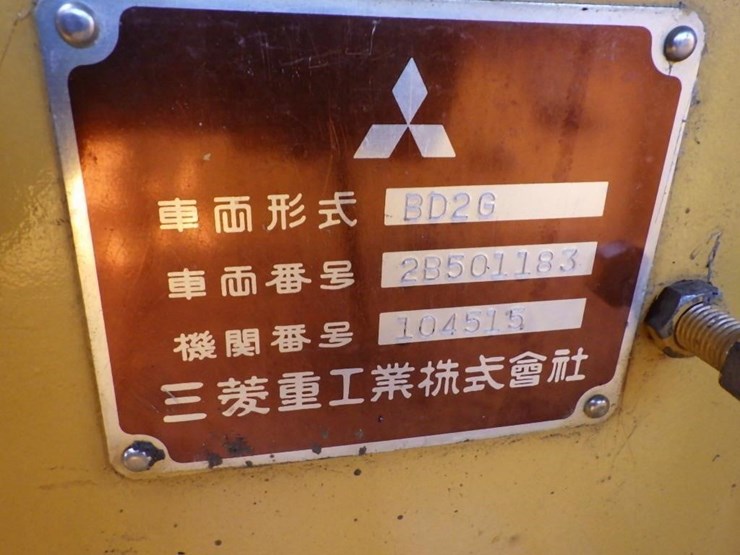 車両形式 BD2G
車両番号 2B501183
機関番号 104515
三菱重工業株式會社